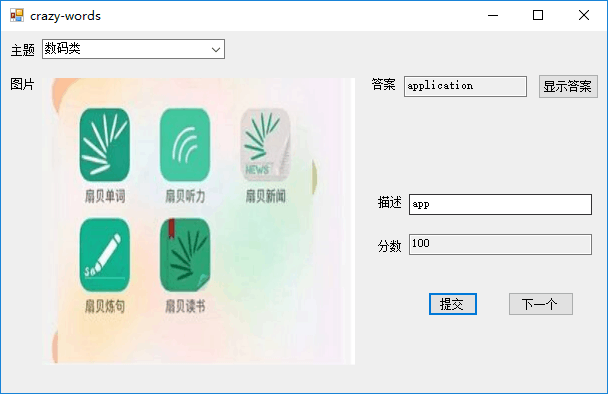 crazy-words
主题 数码类
图片
答案 application 显示答案
扇贝单词 扇贝听力 扇贝新闻
NEWS
扇贝炼句 扇贝读书
描述 app
分数 100
提交 下一个